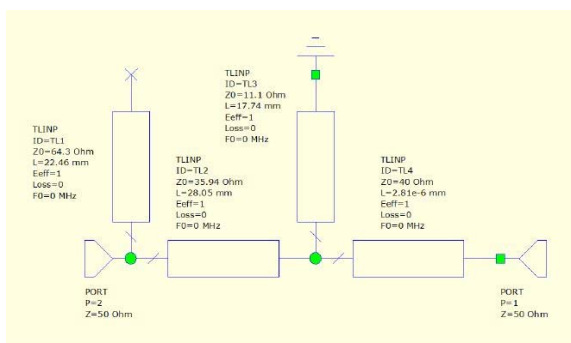 TLINP
ID=TL3
Z0=11.1 Ohm
L=17.74 mm
Eeff=1
Loss=0
F0=0 MHz
TLINP
ID=TL1
Z0=64.3 Ohm
L=22.46 mm
Eeff=1
Loss=0
F0=0 MHz
TLINP
ID=TL2
Z0=35.94 Ohm
L=28.05 mm
Eeff=1
Loss=0
F0=0 MHz
TLINP
ID=TL4
Z0=40 Ohm
L=2.81e-6 mm
Eeff=1
Loss=0
F0=0 MHz
PORT
P=2
Z=50 Ohm
PORT
P=1
Z=50 Ohm